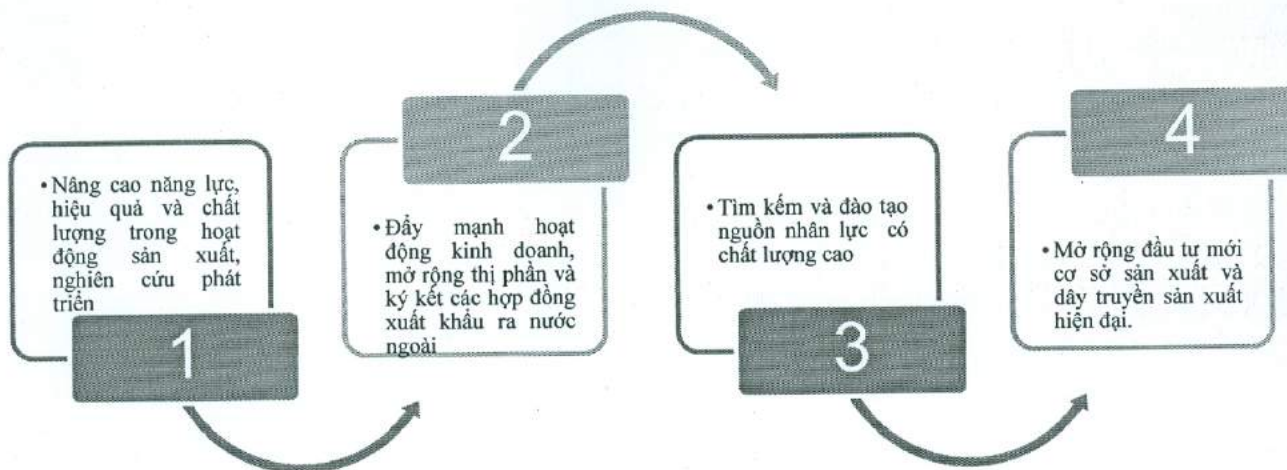 • Nâng cao năng lực,
hiệu quả và chất
lượng trong hoạt
động sản xuất,
nghiên cứu phát
triển
1
2
• Đẩy mạnh hoạt
động kinh doanh,
mở rộng thị phần và
ký kết các hợp đồng
xuất khẩu ra nước
ngoài
• Tìm kếm và đào tạo
nguồn nhân lực có
chất lượng cao
3
4
• Mở rộng đầu tư mới
cơ sở sản xuất và
dây truyền sản xuất
hiện đại.